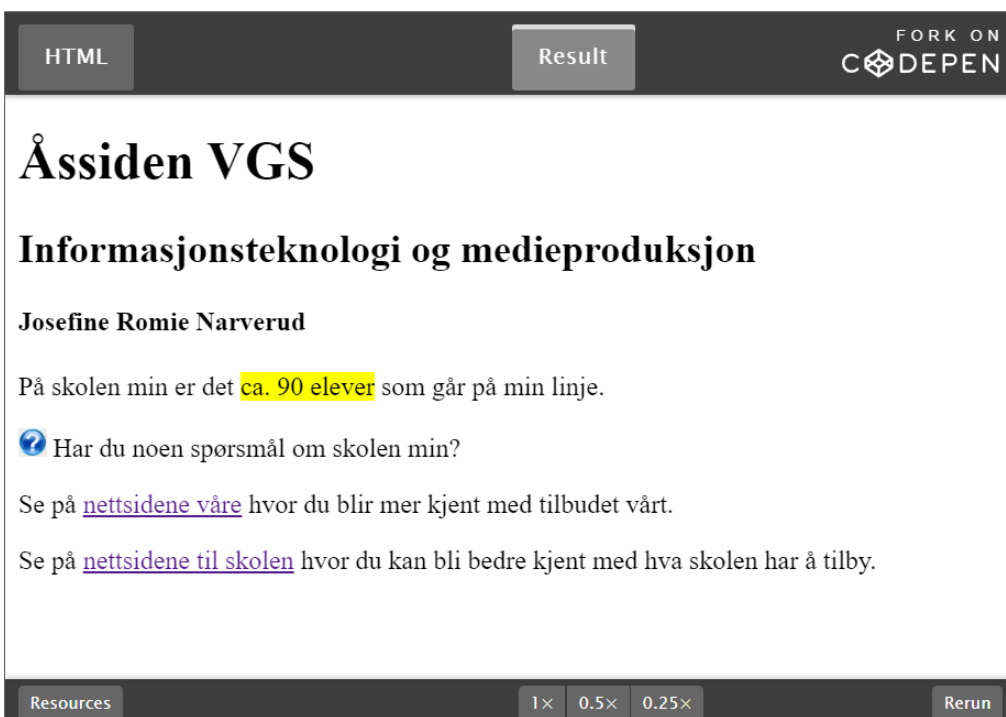 HTML
Result
FORK ON
CODEPEN
Åssiden VGS
Informasjonsteknologi og medieproduksjon
Josefine Romie Narverud
På skolen min er det ca. 90 elever som går på min linje.
? Har du noen spørsmål om skolen min?
Se på nettsidene våre hvor du blir mer kjent med tilbudet vårt.
Se på nettsidene til skolen hvor du kan bli bedre kjent med hva skolen har å tilby.
Resources
1× 0.5× 0.25×
Rerun